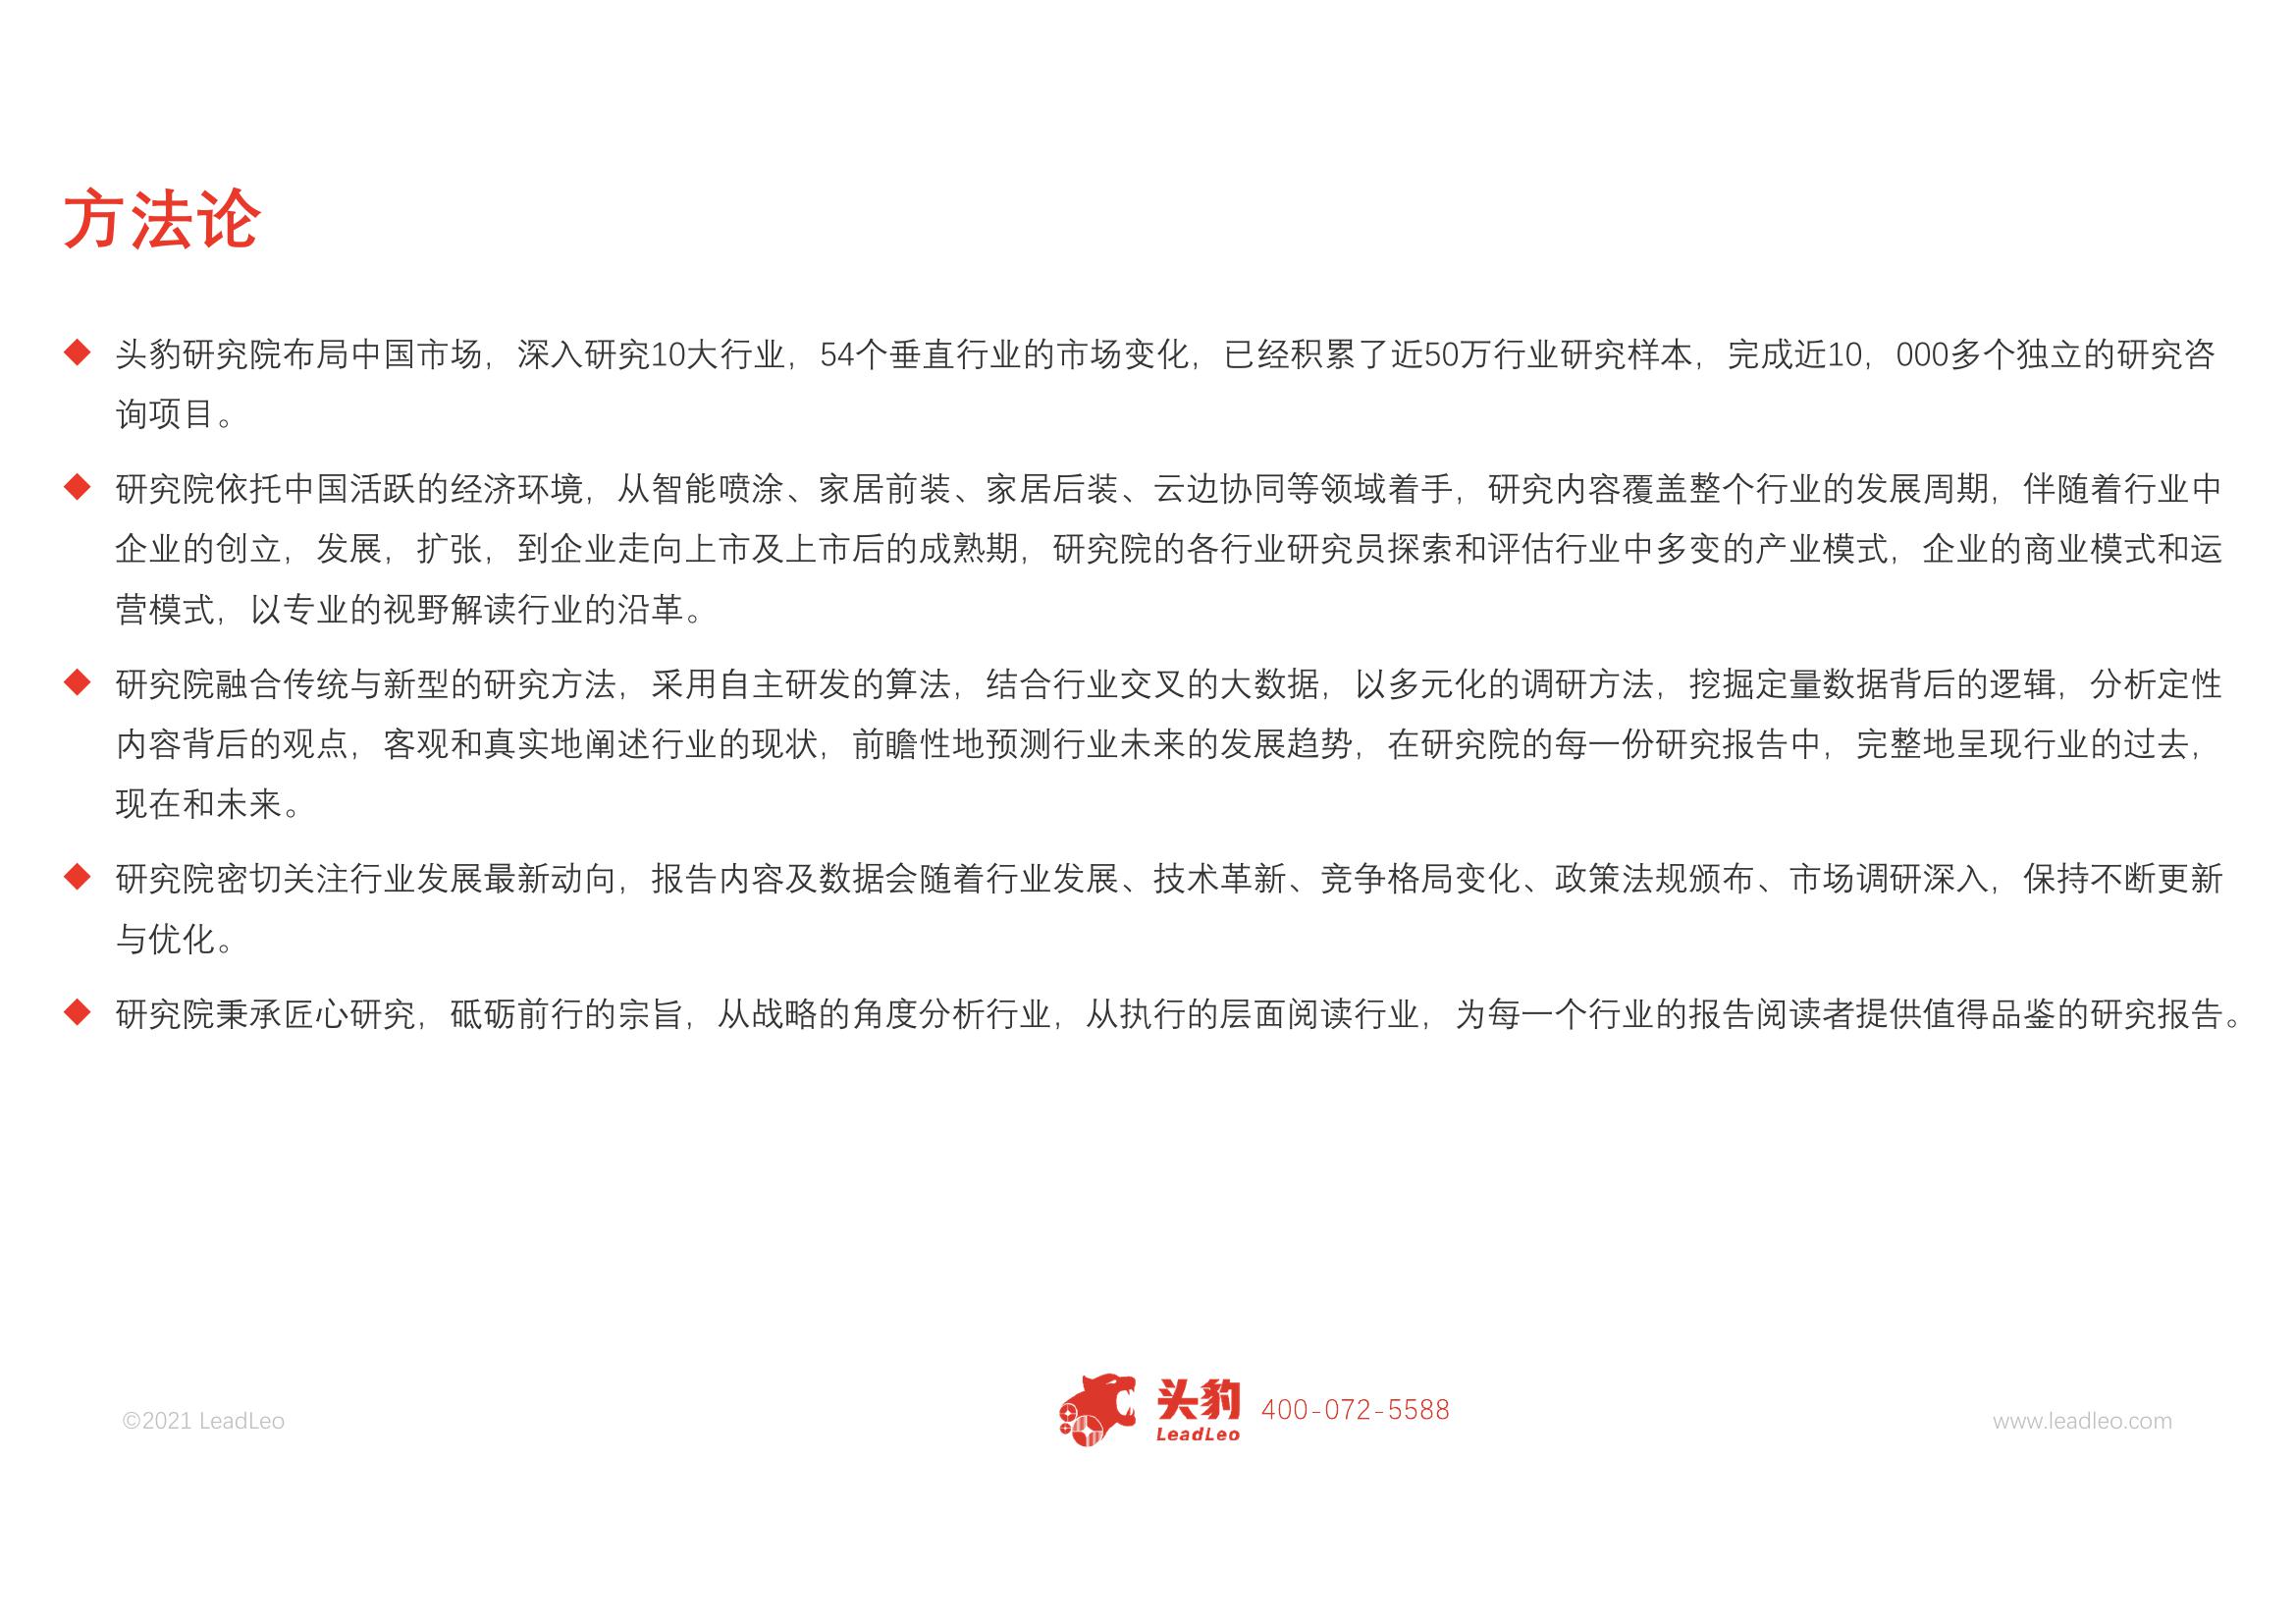 方法论
◆ 头豹研究院布局中国市场，深入研究10大行业，54个垂直行业的市场变化，已经积累了近50万行业研究样本，完成近10，000多个独立的研究咨
询项目。
◆ 研究院依托中国活跃的经济环境，从智能喷涂、家居前装、家居后装、云边协同等领域着手，研究内容覆盖整个行业的发展周期，伴随着行业中
企业的创立，发展，扩张，到企业走向上市及上市后的成熟期，研究院的各行业研究员探索和评估行业中多变的产业模式，企业的商业模式和运
营模式，以专业的视野解读行业的沿革。
◆ 研究院融合传统与新型的研究方法，采用自主研发的算法，结合行业交叉的大数据，以多元化的调研方法，挖掘定量数据背后的逻辑，分析定性
内容背后的观点，客观和真实地阐述行业的现状，前瞻性地预测行业未来的发展趋势，在研究院的每一份研究报告中，完整地呈现行业的过去，
现在和未来。
◆ 研究院密切关注行业发展最新动向，报告内容及数据会随着行业发展、技术革新、竞争格局变化、政策法规颁布、市场调研深入，保持不断更新
与优化。
◆ 研究院秉承匠心研究，砥砺前行的宗旨，从战略的角度分析行业，从执行的层面阅读行业，为每一个行业的报告阅读者提供值得品鉴的研究报告。
©2021 LeadLeo
头豹
LeadLeo
400-072-5588
www.leadleo.com